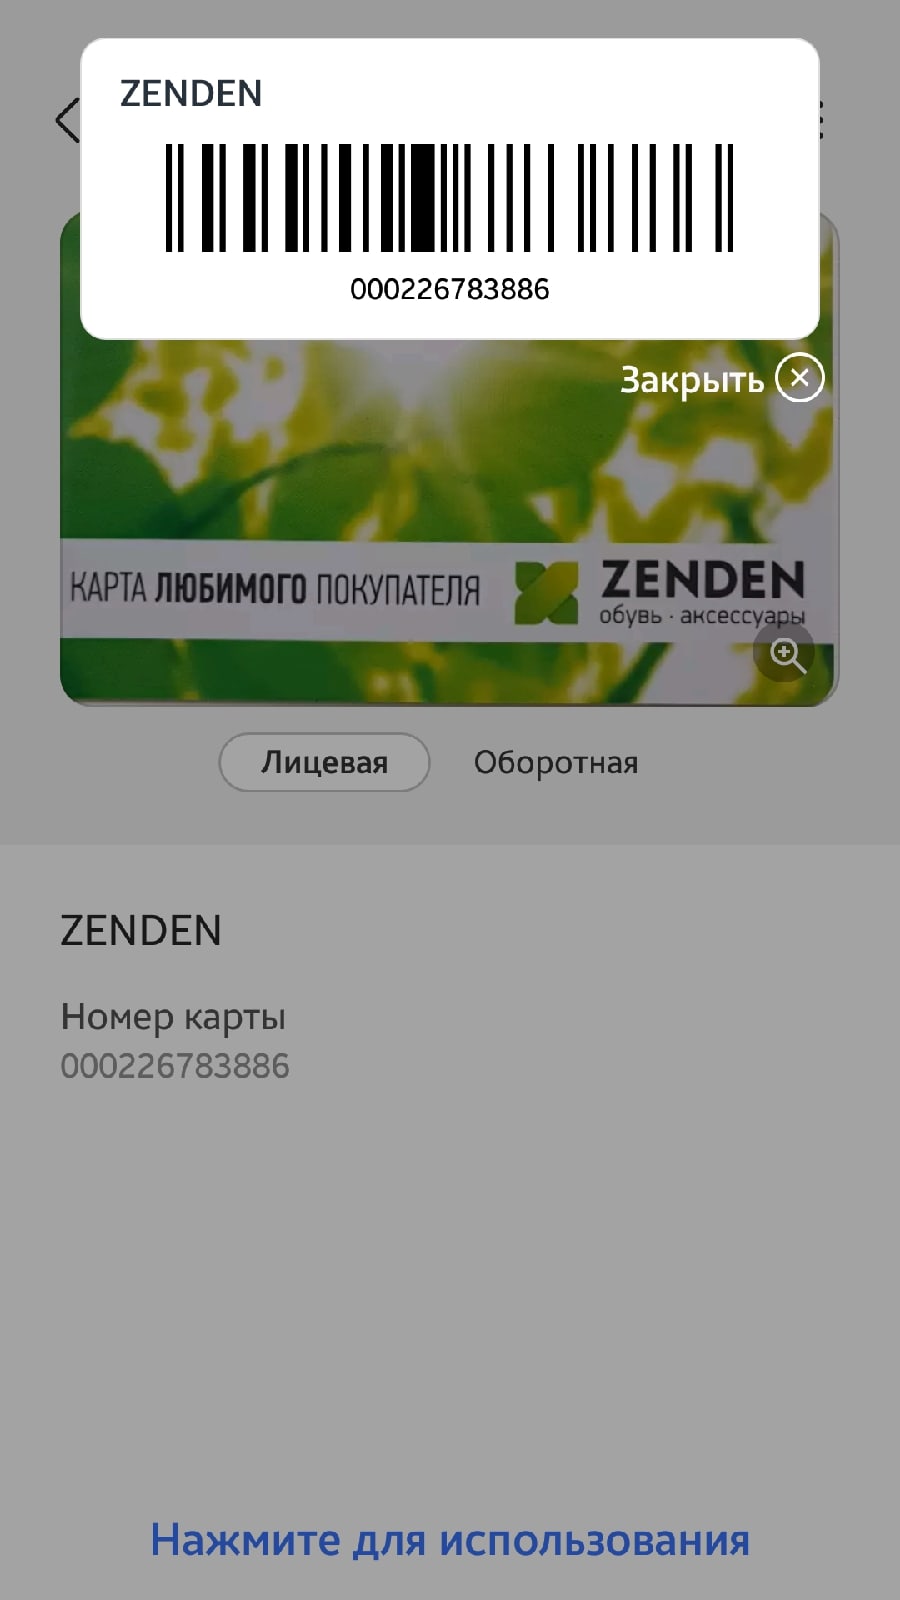 ZENDEN
000226783886
Закрыть
КАРТА ЛЮБИМОГО ПОКУПАТЕЛЯ
ZENDEN
обувь · аксессуары
Лицевая
Оборотная
ZENDEN
Номер карты
000226783886
Нажмите для использования